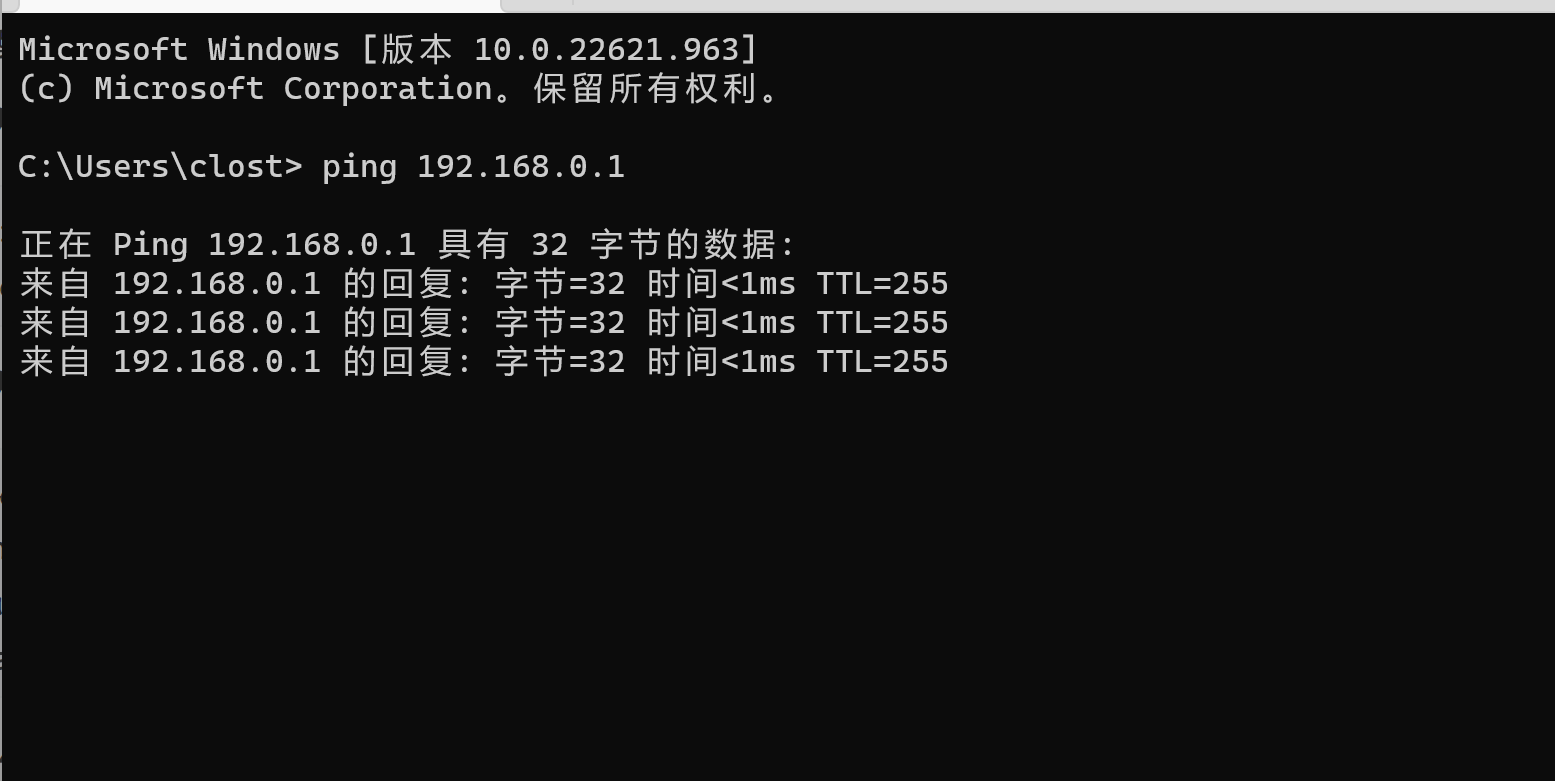 Microsoft Windows [版本 10.0.22621.963]
(c) Microsoft Corporation。保留所有权利。
C:\Users\clost> ping 192.168.0.1
正在 Ping 192.168.0.1 具有 32 字节的数据:
来自 192.168.0.1 的回复: 字节=32 时间<1ms TTL=255
来自 192.168.0.1 的回复: 字节=32 时间<1ms TTL=255
来自 192.168.0.1 的回复: 字节=32 时间<1ms TTL=255